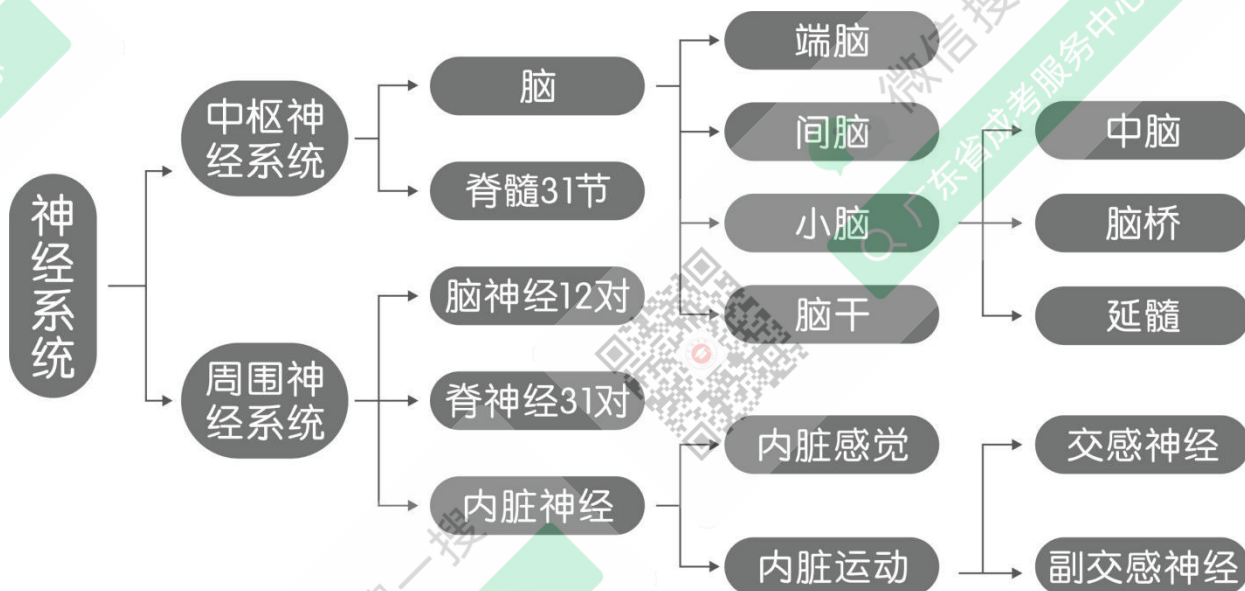 神经系统
中枢神
经系统
周围神
经系统
脑
脊髓31节
脑神经12对
脊神经31对
内脏神经
端脑
间脑
小脑
脑干
内脏感觉
内脏运动
中脑
脑桥
延髓
交感神经
副交感神经
微信搜
广东省成考服务中心
搜一搜